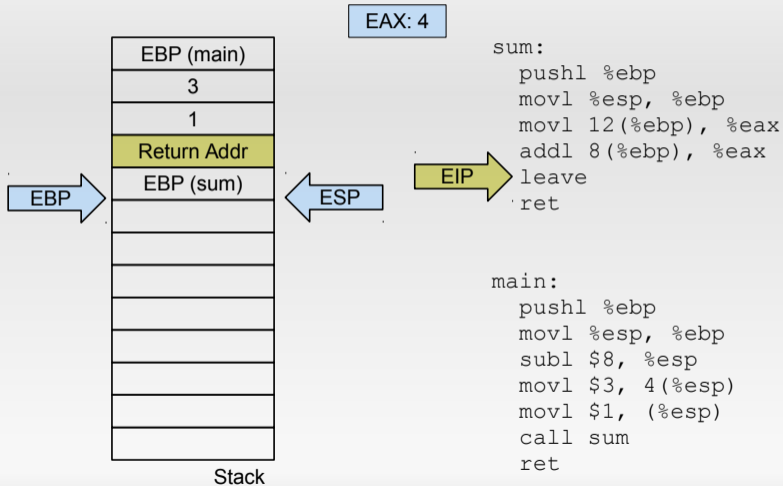 EAX: 4
EBP (main)
3
1
Return Addr
EBP (sum)
EBP
ESP
Stack
EIP
sum:
pushl %ebp
movl %esp, %ebp
movl 12(%ebp), %eax
addl 8(%ebp), %eax
leave
ret
main:
pushl %ebp
movl %esp, %ebp
subl $8, %esp
movl $3, 4(%esp)
movl $1, (%esp)
call sum
ret